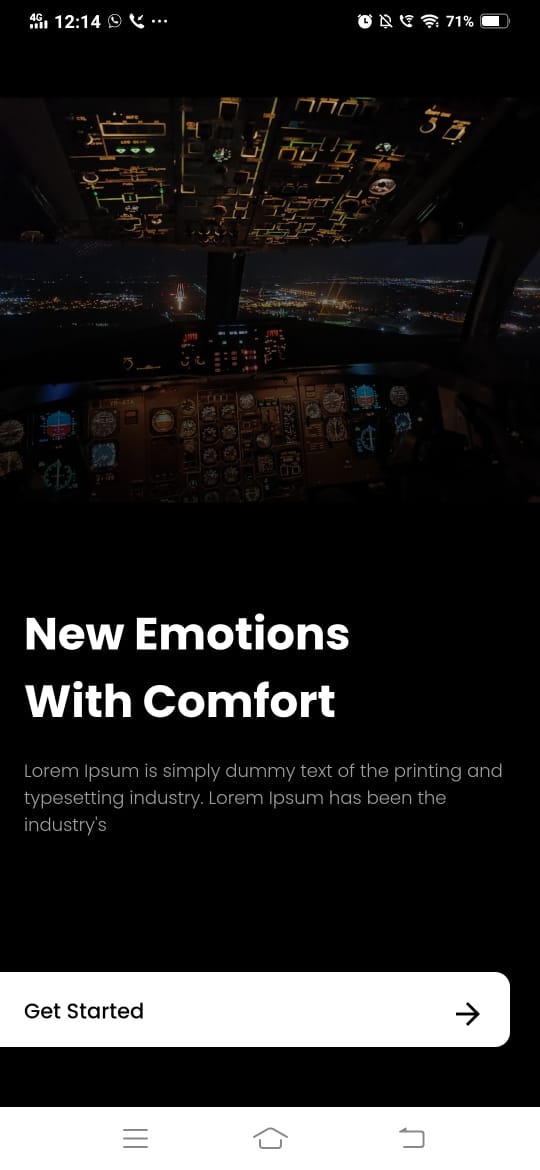 4G 12:14 71%
New Emotions
With Comfort
Lorem Ipsum is simply dummy text of the printing and
typesetting industry. Lorem Ipsum has been the
industry's
Get Started